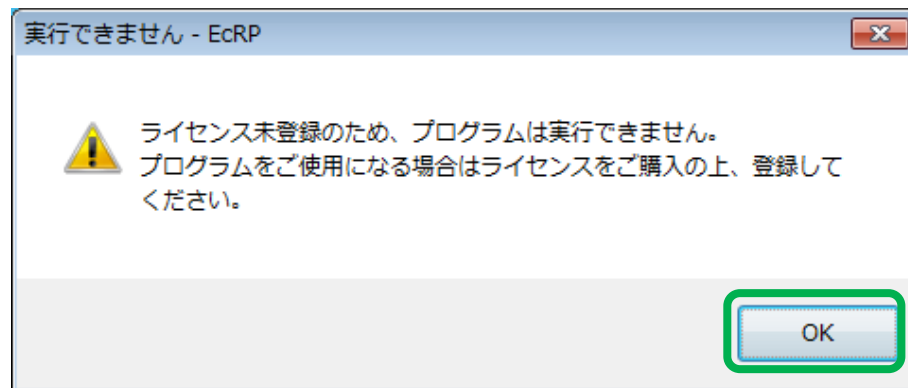 実行できません - EcRP
ライセンス未登録のため、プログラムは実行できません。
プログラムをご使用になる場合はライセンスをご購入の上、登録して
ください。
OK